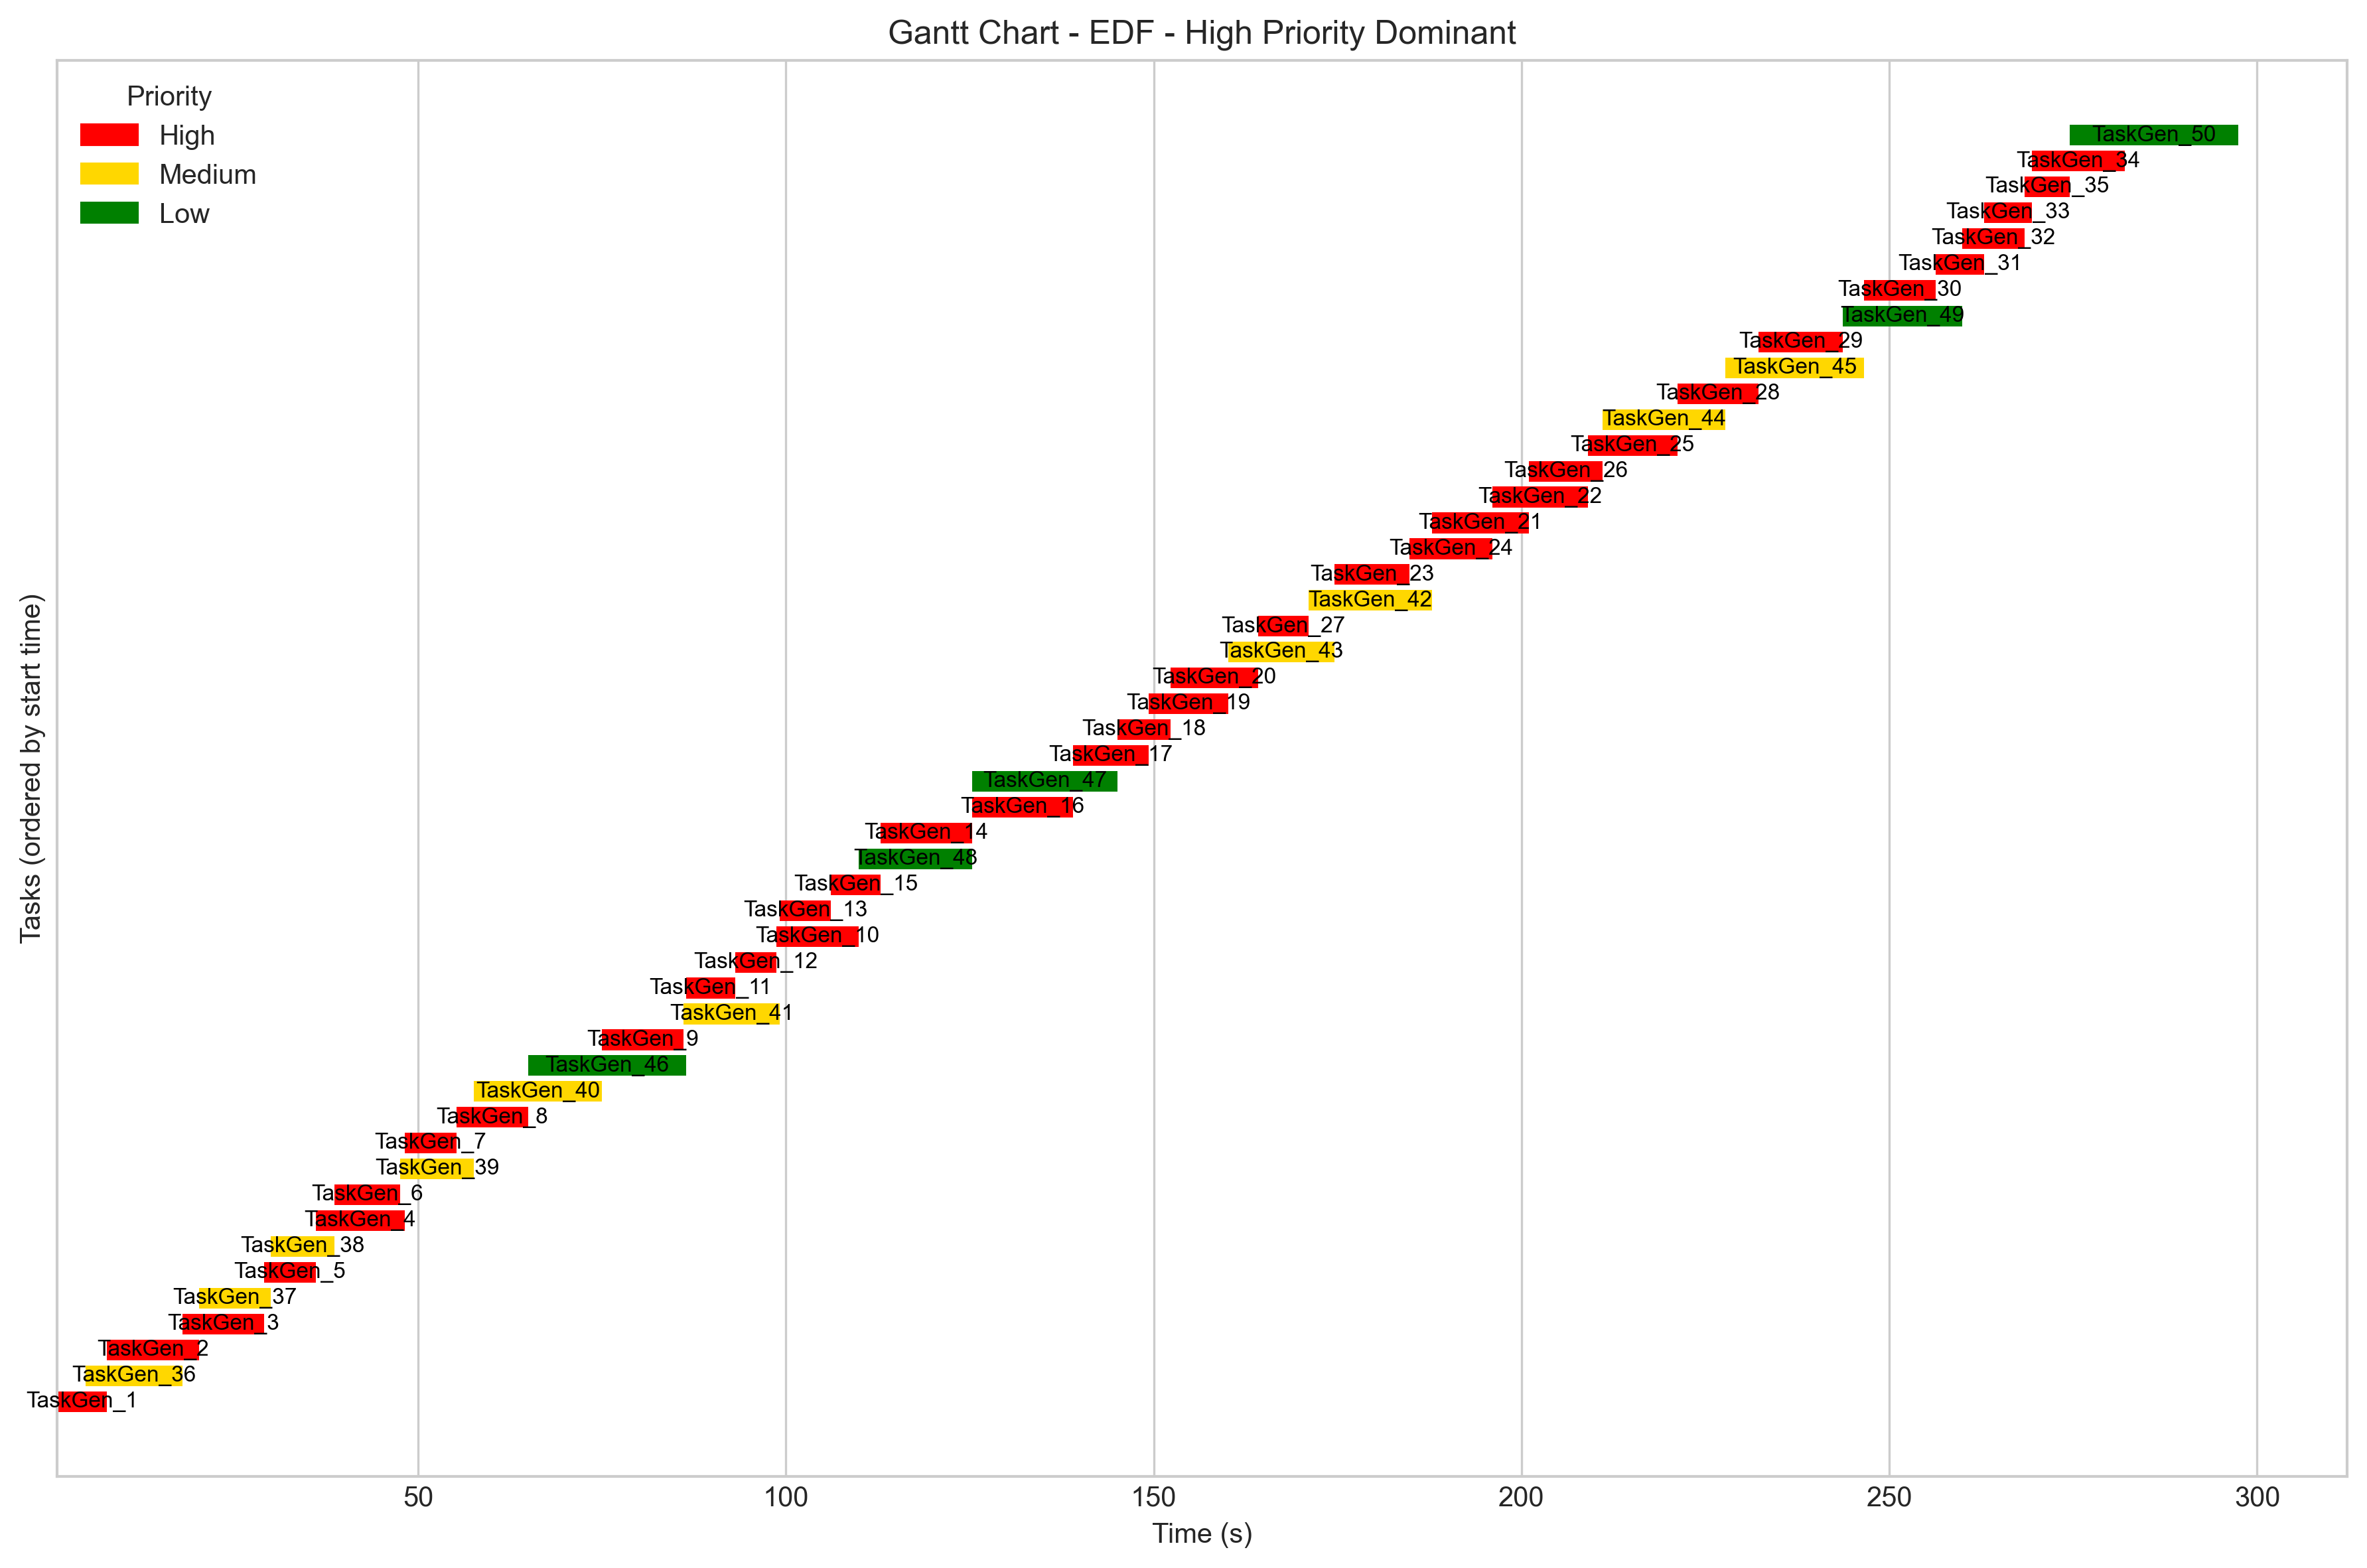 Gantt Chart - EDF - High Priority Dominant
Priority
High
Medium
Low
TaskGen_50
TaskGen_34
TaskGen_35
TaskGen_33
TaskGen_32
TaskGen_31
TaskGen_30
TaskGen_49
TaskGen_29
TaskGen_45
TaskGen_28
TaskGen_44
TaskGen_25
TaskGen_26
TaskGen_22
TaskGen_21
TaskGen_24
TaskGen_23
TaskGen_42
TaskGen_27
TaskGen_43
TaskGen_20
TaskGen_19
TaskGen_18
TaskGen_17
TaskGen_47
TaskGen_16
TaskGen_14
TaskGen_48
TaskGen_15
TaskGen_13
TaskGen_10
TaskGen_12
TaskGen_11
TaskGen_41
TaskGen_9
TaskGen_46
TaskGen_40
TaskGen_8
TaskGen_7
TaskGen_39
TaskGen_6
TaskGen_4
TaskGen_38
TaskGen_5
TaskGen_37
TaskGen_3
TaskGen_2
TaskGen_36
TaskGen_1
Tasks (ordered by start time)
50 100 150 200 250 300
Time (s)